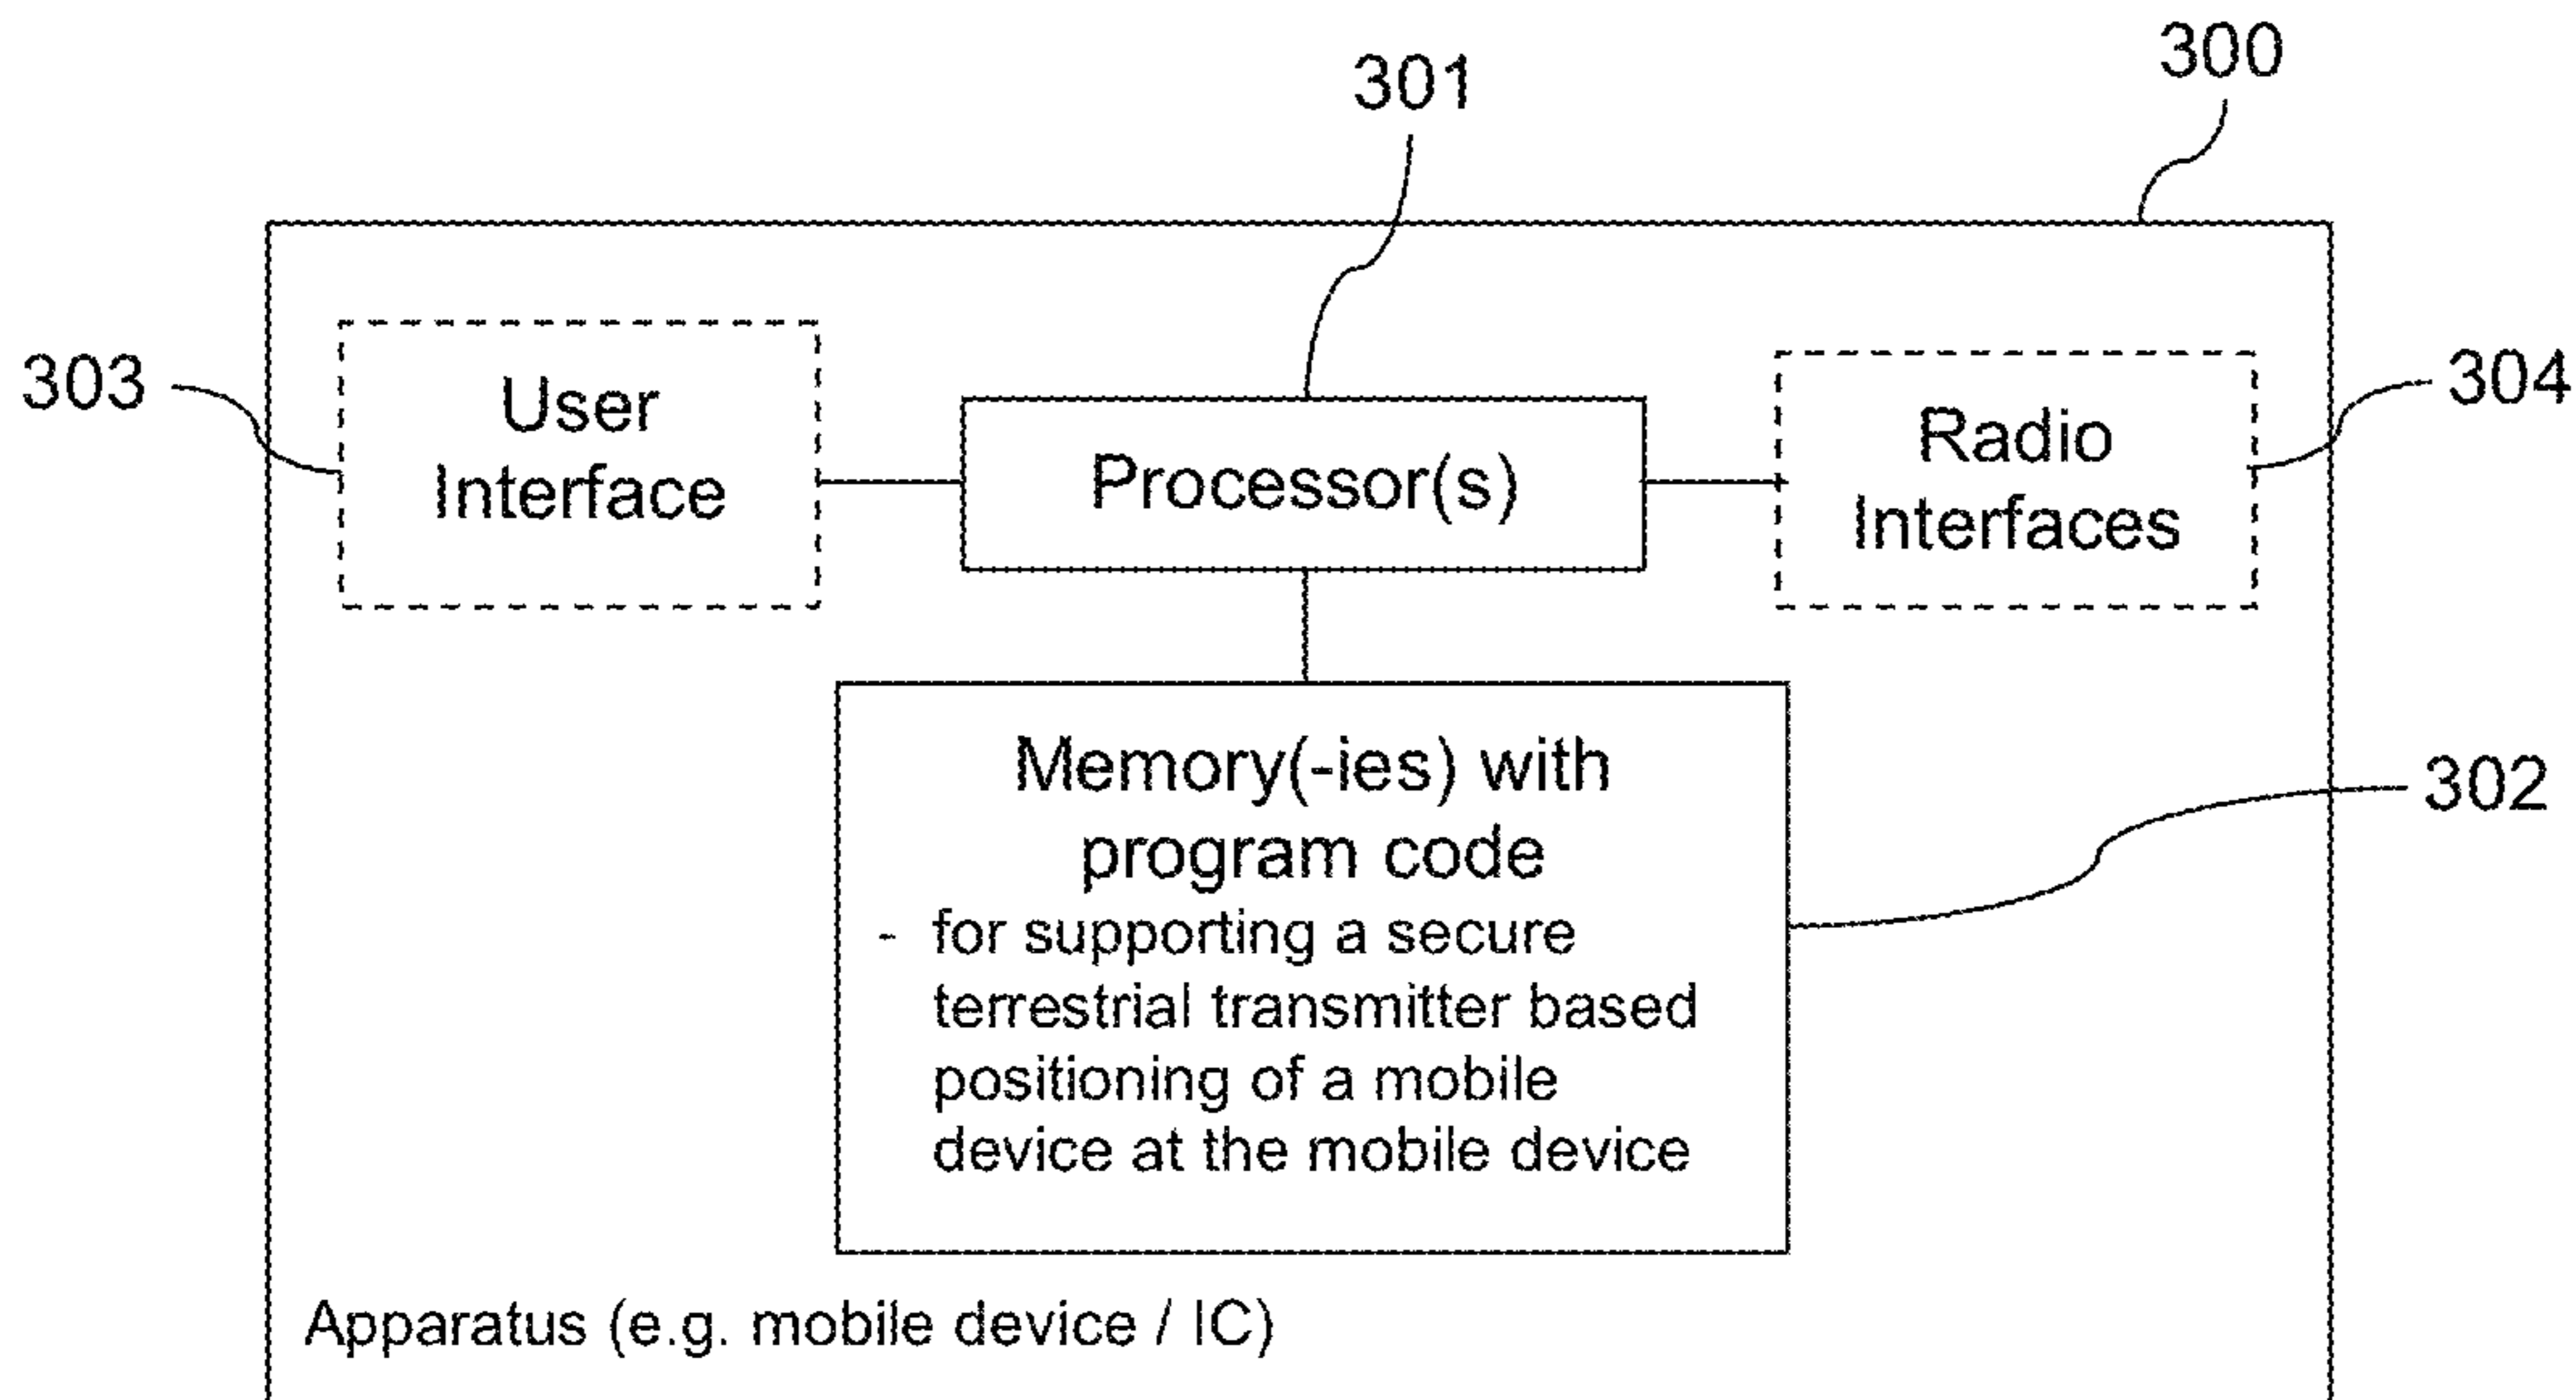 300
301
303
User
Interface
Processor(s)
Radio
Interfaces
304
Memory(-ies) with
program code
- for supporting a secure
terrestrial transmitter based
positioning of a mobile
device at the mobile device
302
Apparatus (e.g. mobile device / IC)